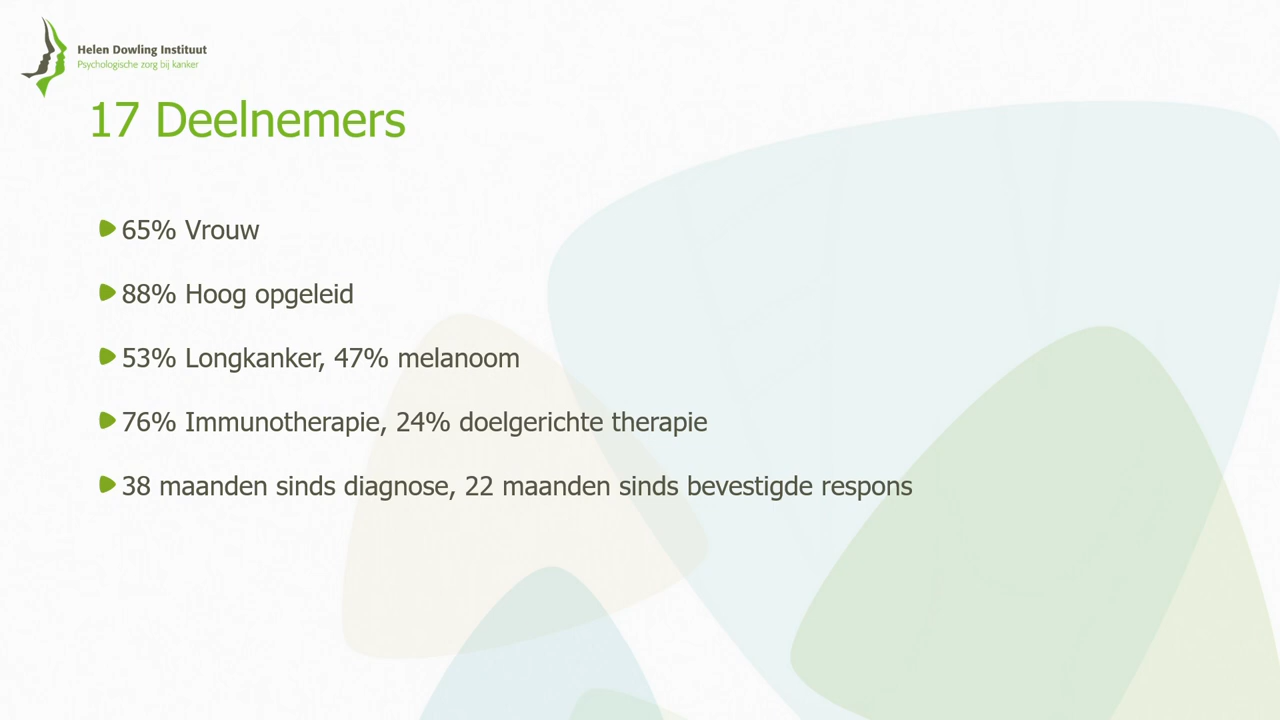 Helen Dowling Instituut
Psychologische zorg bij kanker
17 Deelnemers
65% Vrouw
88% Hoog opgeleid
53% Longkanker, 47% melanoom
76% Immunotherapie, 24% doelgerichte therapie
38 maanden sinds diagnose, 22 maanden sinds bevestigde respons